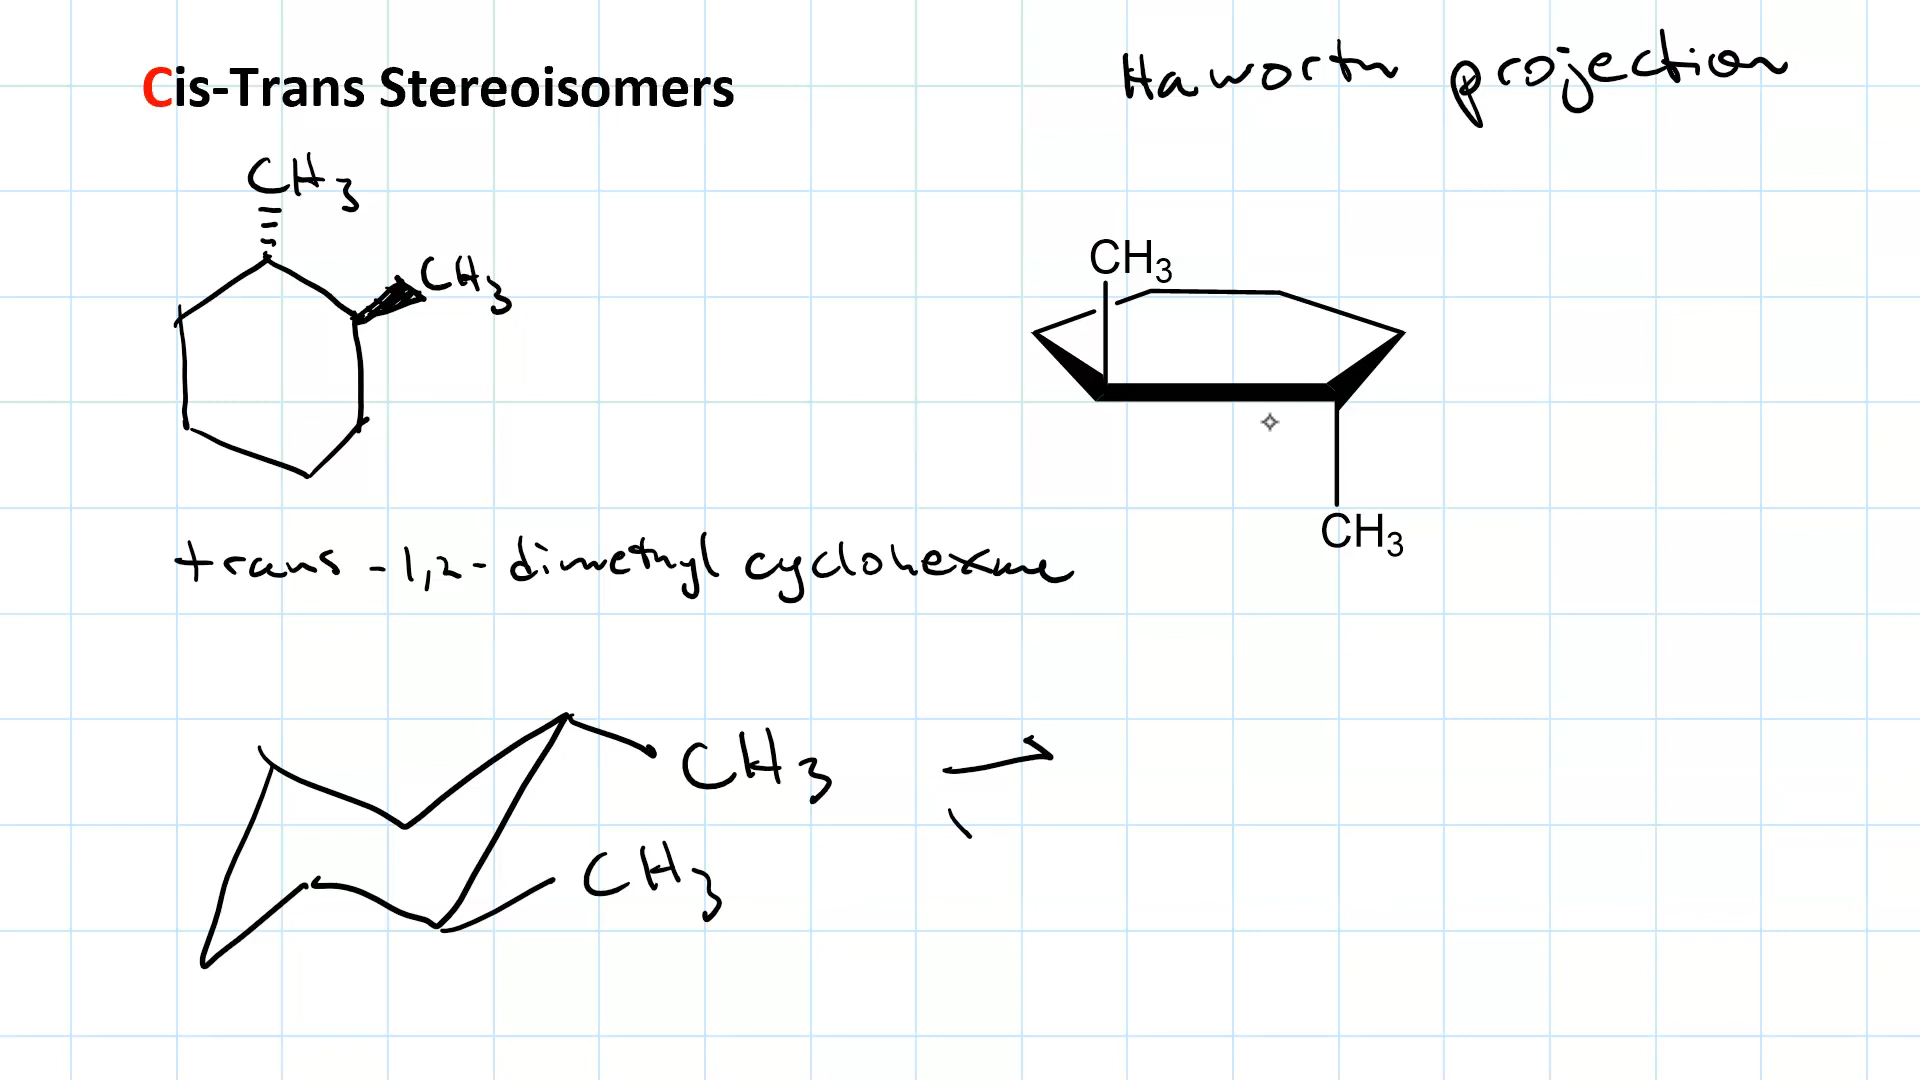 Cis-Trans Stereoisomers
Haworth projection
CH3
CH3
CH3
CH3
trans-1,2-dimethyl cyclohexane
CH3
CH3